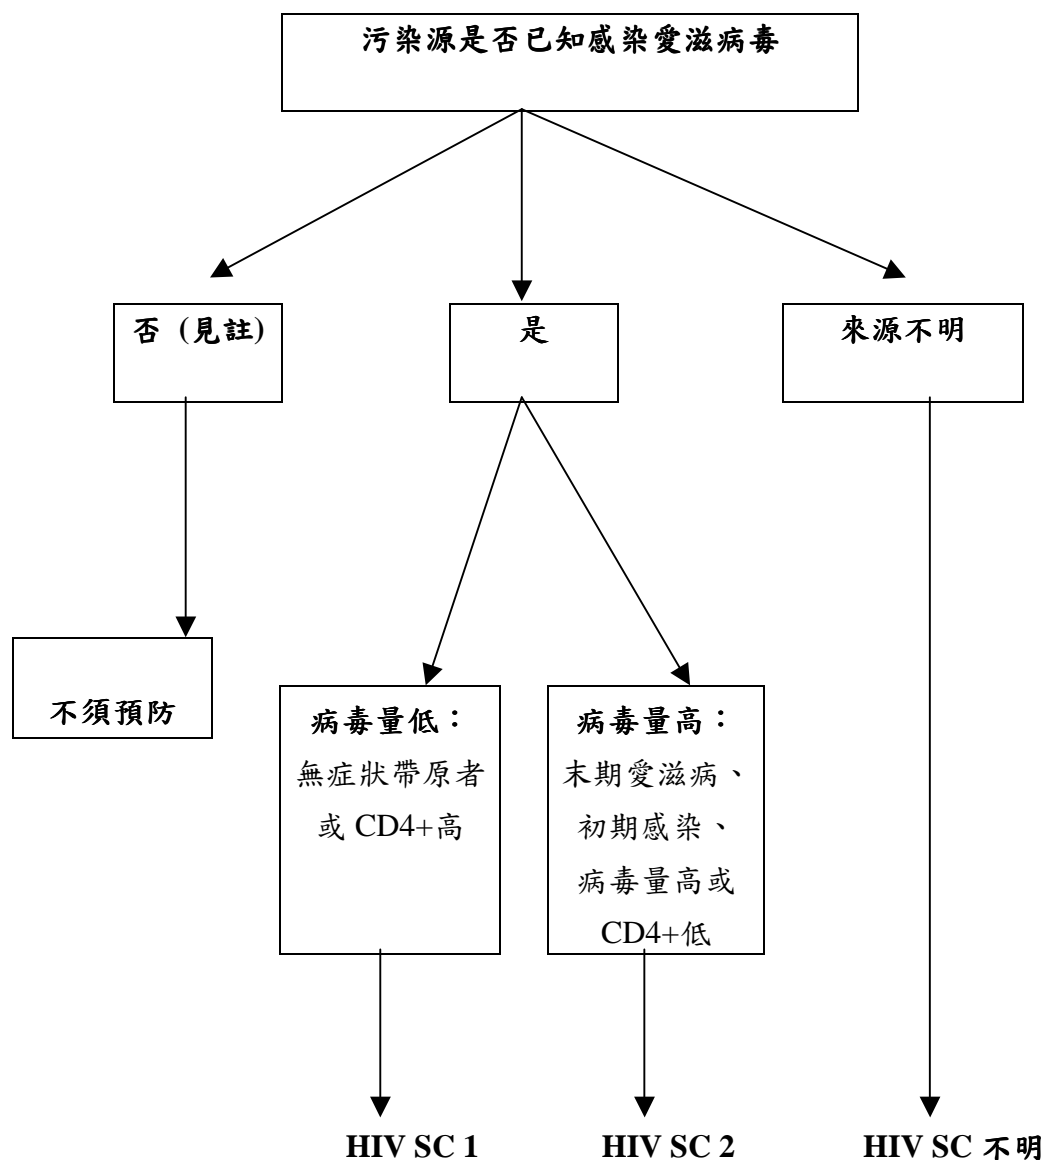 污染源是否已知感染愛滋病毒
否 (見註)
是
來源不明
不須預防
病毒量低：
無症狀帶原者
或 CD4+高
病毒量高：
末期愛滋病、
初期感染、
病毒量高或
CD4+低
HIV SC 1
HIV SC 2
HIV SC 不明